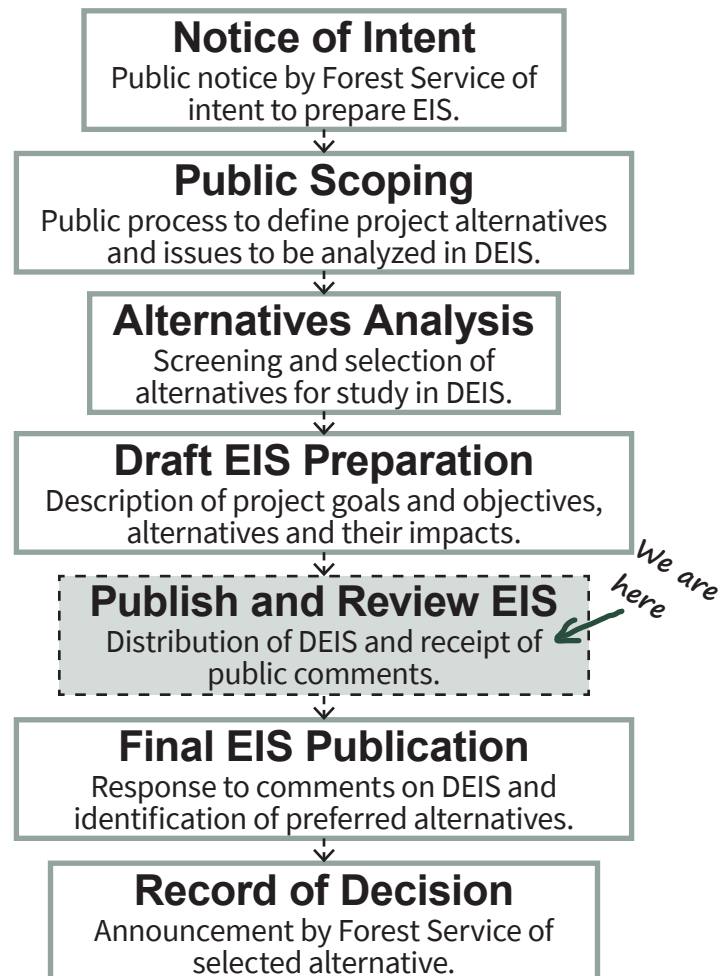 Notice of Intent
Public notice by Forest Service of
intent to prepare EIS.
Public Scoping
Public process to define project alternatives
and issues to be analyzed in DEIS.
Alternatives Analysis
Screening and selection of
alternatives for study in DEIS.
Draft EIS Preparation
Description of project goals and objectives,
alternatives and their impacts.
We are
here
Publish and Review EIS
Distribution of DEIS and receipt of
public comments.
Final EIS Publication
Response to comments on DEIS and
identification of preferred alternatives.
Record of Decision
Announcement by Forest Service of
selected alternative.